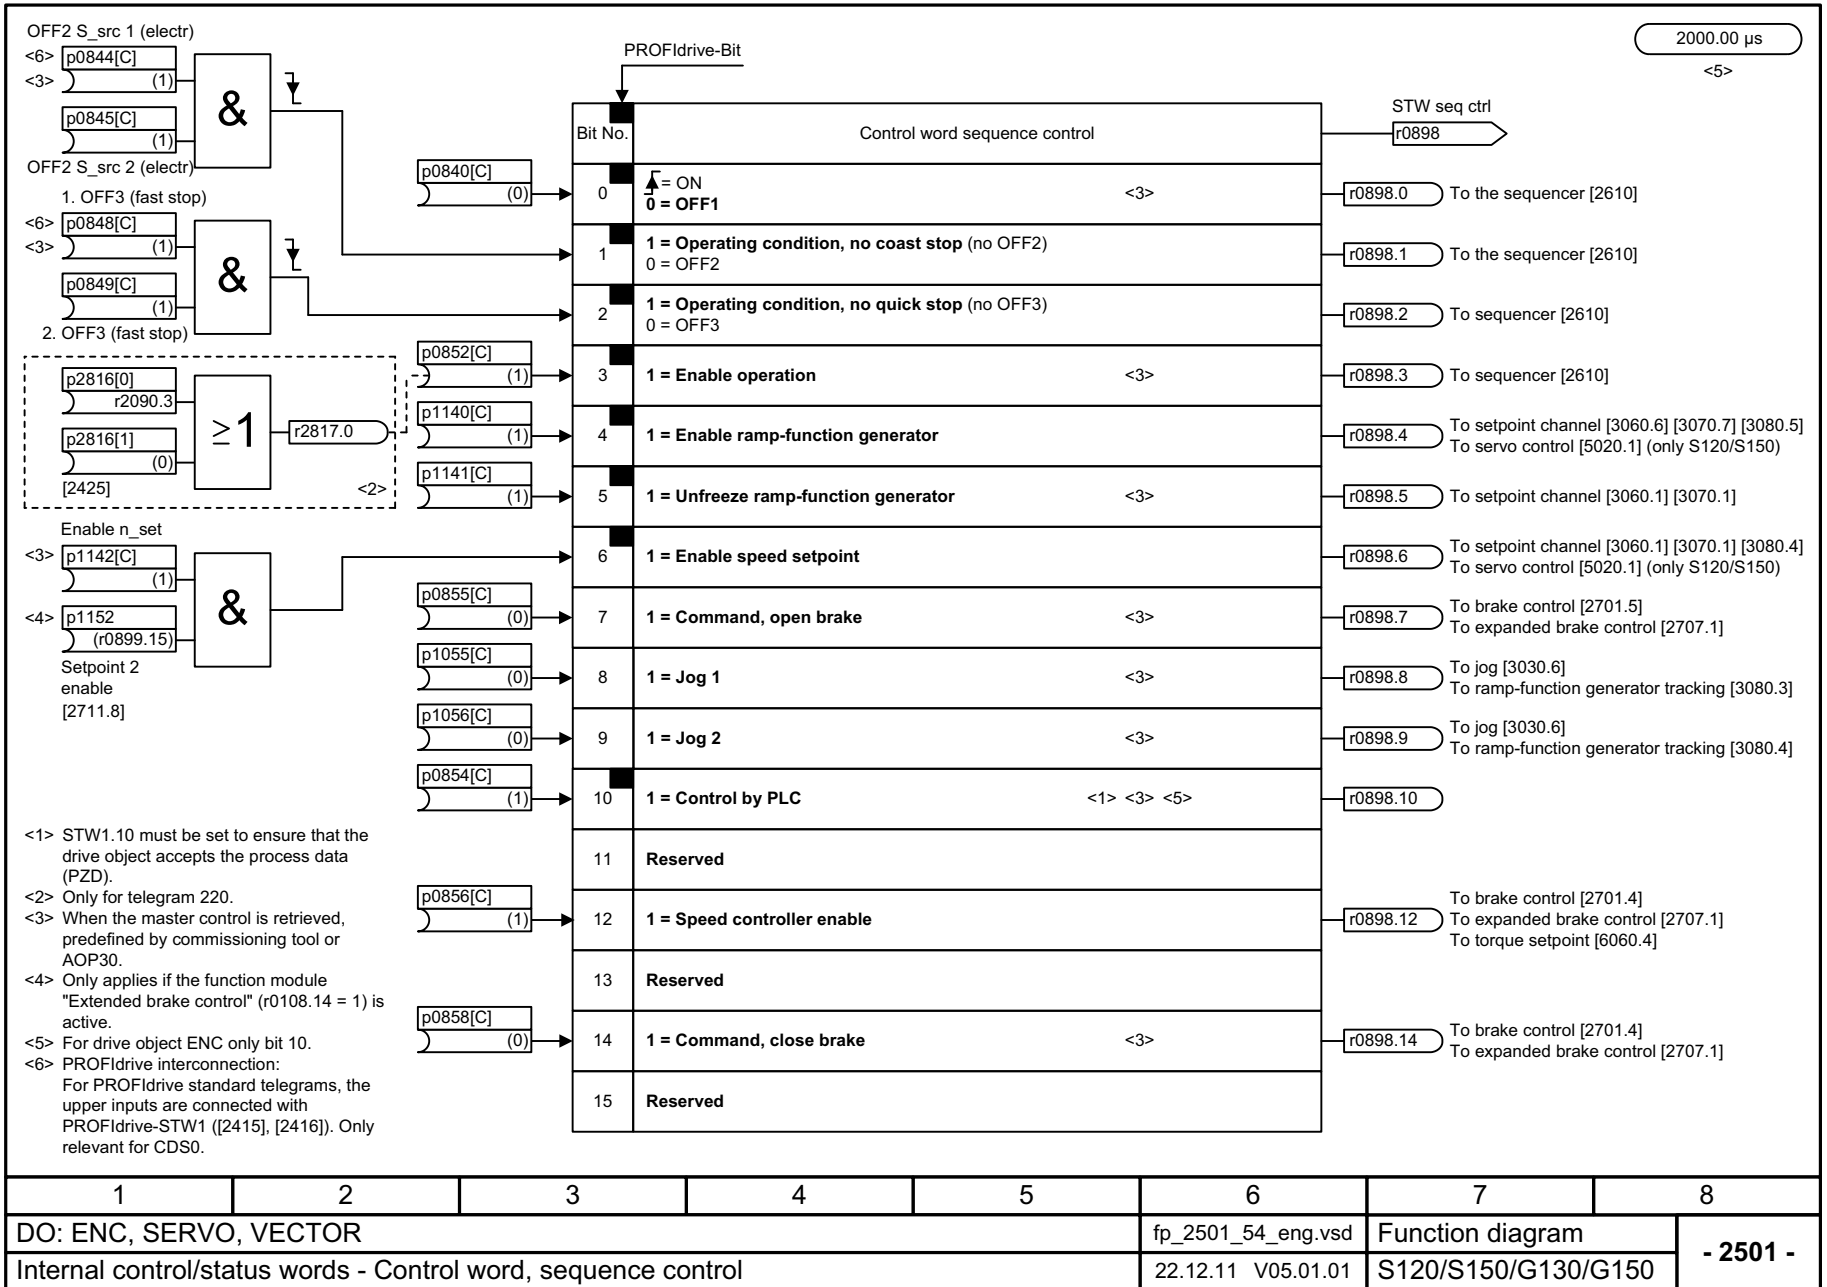 OFF2 S_src 1 (electr)
<6> p0844[C]
<3> (1)
&
p0845[C]
(1)
OFF2 S_src 2 (electr)
1. OFF3 (fast stop)
<6> p0848[C]
<3> (1)
&
p0849[C]
(1)
2. OFF3 (fast stop)
p2816[0]
r2090.3
≥1
r2817.0
p2816[1]
(0)
[2425]
<2>
Enable n_set
<3> p1142[C]
(1)
&
<4> p1152
(r0899.15)
Setpoint 2
enable
[2711.8]
<1> STW1.10 must be set to ensure that the
drive object accepts the process data
(PZD).
<2> Only for telegram 220.
<3> When the master control is retrieved,
predefined by commissioning tool or
AOP30.
<4> Only applies if the function module
"Extended brake control" (r0108.14 = 1) is
active.
<5> For drive object ENC only bit 10.
<6> PROFIdrive interconnection:
For PROFIdrive standard telegrams, the
upper inputs are connected with
PROFIdrive-STW1 ([2415], [2416]). Only
relevant for CDS0.
PROFIdrive-Bit
2000.00 µs
<5>
Bit No.
Control word sequence control
STW seq ctrl
r0898
p0840[C]
(0)
0
= ON
0 = OFF1
<3>
r0898.0
To the sequencer [2610]
1
1 = Operating condition, no coast stop (no OFF2)
0 = OFF2
r0898.1
To the sequencer [2610]
2
1 = Operating condition, no quick stop (no OFF3)
0 = OFF3
r0898.2
To sequencer [2610]
p0852[C]
(1)
3
1 = Enable operation
<3>
r0898.3
To sequencer [2610]
p1140[C]
(1)
4
1 = Enable ramp-function generator
r0898.4
To setpoint channel [3060.6] [3070.7] [3080.5]
To servo control [5020.1] (only S120/S150)
p1141[C]
(1)
5
1 = Unfreeze ramp-function generator
<3>
r0898.5
To setpoint channel [3060.1] [3070.1]
6
1 = Enable speed setpoint
r0898.6
To setpoint channel [3060.1] [3070.1] [3080.4]
To servo control [5020.1] (only S120/S150)
p0855[C]
(0)
7
1 = Command, open brake
<3>
r0898.7
To brake control [2701.5]
To expanded brake control [2707.1]
p1055[C]
(0)
8
1 = Jog 1
<3>
r0898.8
To jog [3030.6]
To ramp-function generator tracking [3080.3]
p1056[C]
(0)
9
1 = Jog 2
<3>
r0898.9
To jog [3030.6]
To ramp-function generator tracking [3080.4]
p0854[C]
(1)
10
1 = Control by PLC
<1> <3> <5>
r0898.10
11
Reserved
p0856[C]
(1)
12
1 = Speed controller enable
r0898.12
To brake control [2701.4]
To expanded brake control [2707.1]
To torque setpoint [6060.4]
13
Reserved
p0858[C]
(0)
14
1 = Command, close brake
<3>
r0898.14
To brake control [2701.4]
To expanded brake control [2707.1]
15
Reserved
1 2 3 4 5 6 7 8
DO: ENC, SERVO, VECTOR
fp_2501_54_eng.vsd
Function diagram
- 2501 -
Internal control/status words - Control word, sequence control
22.12.11 V05.01.01
S120/S150/G130/G150